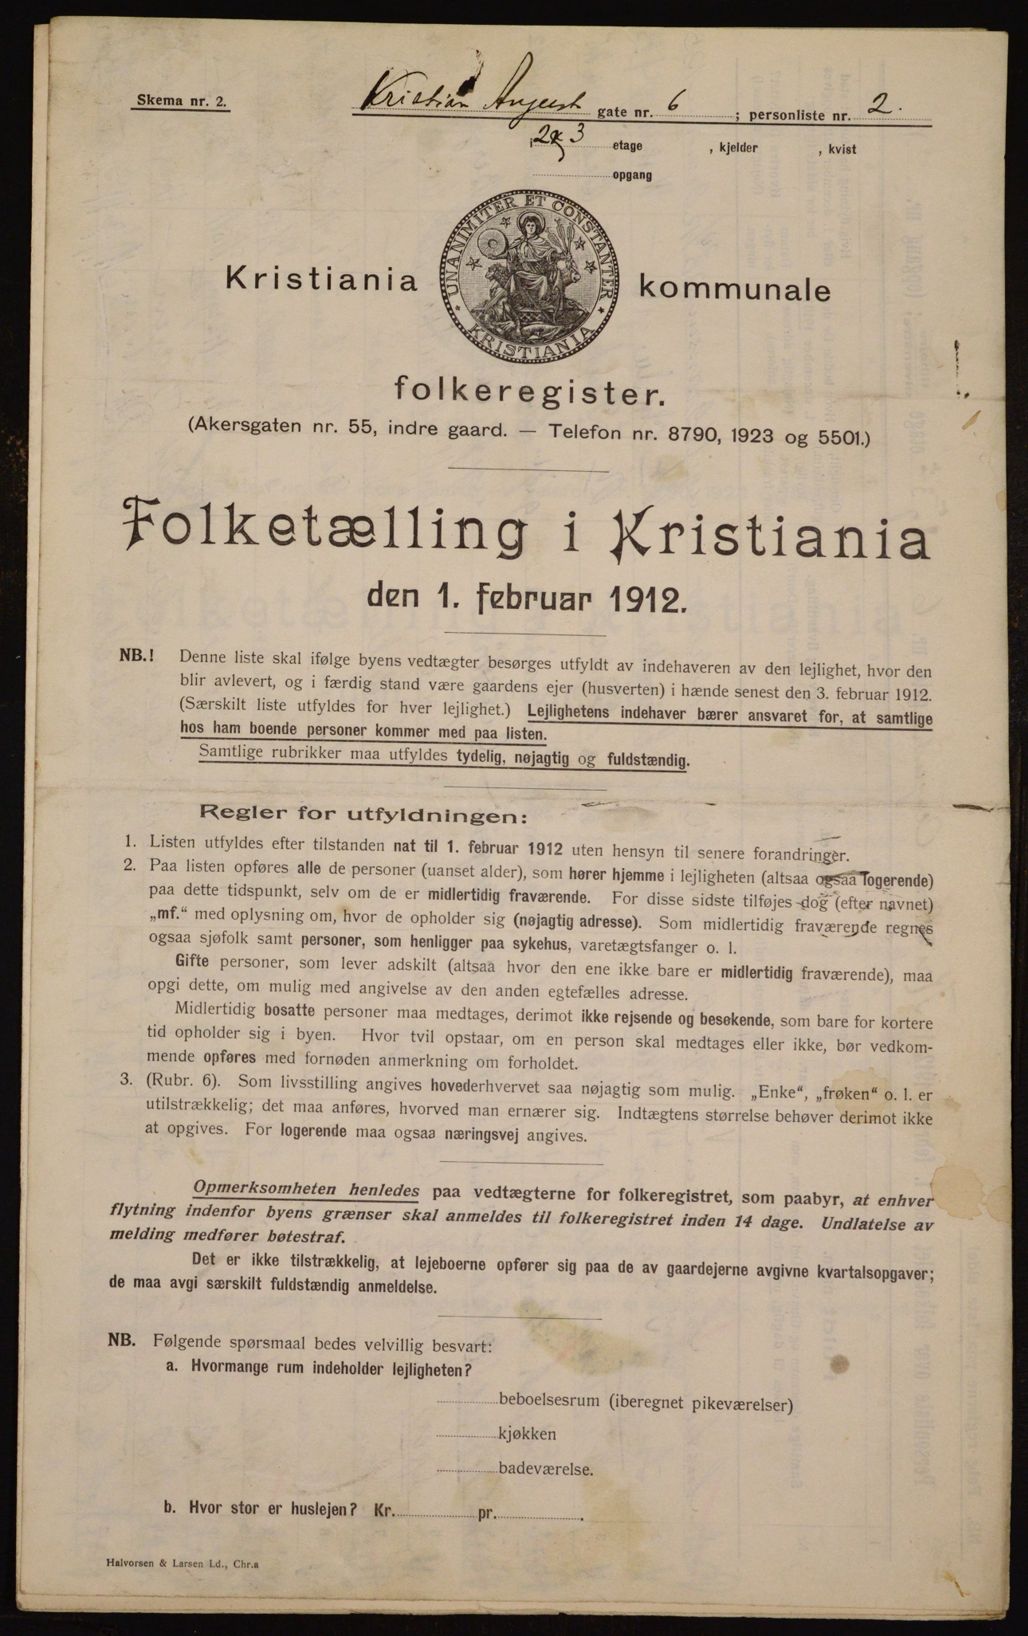 Skema nr. 2.
Kristian August gate nr. 6 ; personliste nr. 2.
i 2 & 3 etage , kjelder , kvist
opgang
UNANIMITER ET CONSTANTER
KRISTIANIA
Kristiania kommunale
folkeregister.
(Akersgaten nr. 55, indre gaard. — Telefon nr. 8790, 1923 og 5501.)
Folketælling i Kristiania
den 1. februar 1912.
NB.! Denne liste skal ifølge byens vedtægter besørges utfyldt av indehaveren av den lejlighet, hvor den
blir avlevert, og i færdig stand være gaardens ejer (husverten) i hænde senest den 3. februar 1912.
(Særskilt liste utfyldes for hver lejlighet.) Lejlighetens indehaver bærer ansvaret for, at samtlige
hos ham boende personer kommer med paa listen.
Samtlige rubrikker maa utfyldes tydelig, nøjagtig og fuldstændig.
Regler for utfyldningen:
1. Listen utfyldes efter tilstanden nat til 1. februar 1912 uten hensyn til senere forandringer.
2. Paa listen opføres alle de personer (uanset alder), som hører hjemme i lejligheten (altsaa ogsaa logerende)
paa dette tidspunkt, selv om de er midlertidig fraværende. For disse sidste tilføjes dog (efter navnet)
„mf.“ med oplysning om, hvor de opholder sig (nøjagtig adresse). Som midlertidig fraværende regnes
ogsaa sjøfolk samt personer, som henligger paa sykehus, varetægtsfanger o. l.
Gifte personer, som lever adskilt (altsaa hvor den ene ikke bare er midlertidig fraværende), maa
opgi dette, om mulig med angivelse av den anden egtefælles adresse.
Midlertidig bosatte personer maa medtages, derimot ikke rejsende og besøkende, som bare for kortere
tid opholder sig i byen. Hvor tvil opstaar, om en person skal medtages eller ikke, bør vedkom-
mende opføres med fornøden anmerkning om forholdet.
3. (Rubr. 6). Som livsstilling angives hovederhvervet saa nøjagtig som mulig. „Enke“, „frøken“ o. l. er
utilstrækkelig; det maa anføres, hvorved man ernærer sig. Indtægtens størrelse behøver derimot ikke
at opgives. For logerende maa ogsaa næringsvej angives.
Opmerksomheten henledes paa vedtægterne for folkeregistret, som paabyr, at enhver
flytning indenfor byens grænser skal anmeldes til folkeregistret inden 14 dage. Undlatelse av
melding medfører bøtestraf.
Det er ikke tilstrækkelig, at lejeboerne opfører sig paa de av gaardejerne avgivne kvartalsopgaver;
de maa avgi særskilt fuldstændig anmeldelse.
NB. Følgende spørsmaal bedes velvillig besvart:
a. Hvormange rum indeholder lejligheten?
beboelsesrum (iberegnet pikeværelser)
kjøkken
badeværelse.
b. Hvor stor er huslejen? Kr. pr. .
Halvorsen & Larsen Ld., Chr.a